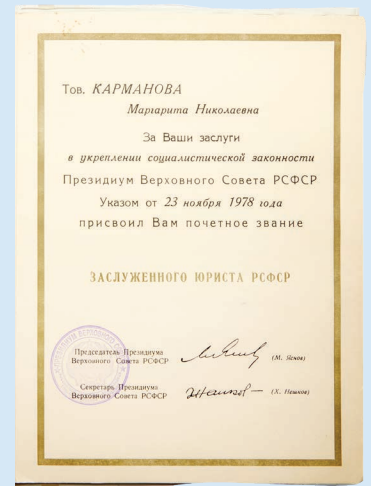 Тов. КАРМАНОВА
Маргарита Николаевна
За Ваши заслуги
в укреплении социалистической законности
Президиум Верховного Совета РСФСР
Указом от 23 ноября 1978 года
присвоил Вам почетное звание
ЗАСЛУЖЕННОГО ЮРИСТА РСФСР
Председатель Президиума
Верховного Совета РСФСР
(М. Яснов)
Секретарь Президиума
Верховного Совета РСФСР
(Х. Нешков)